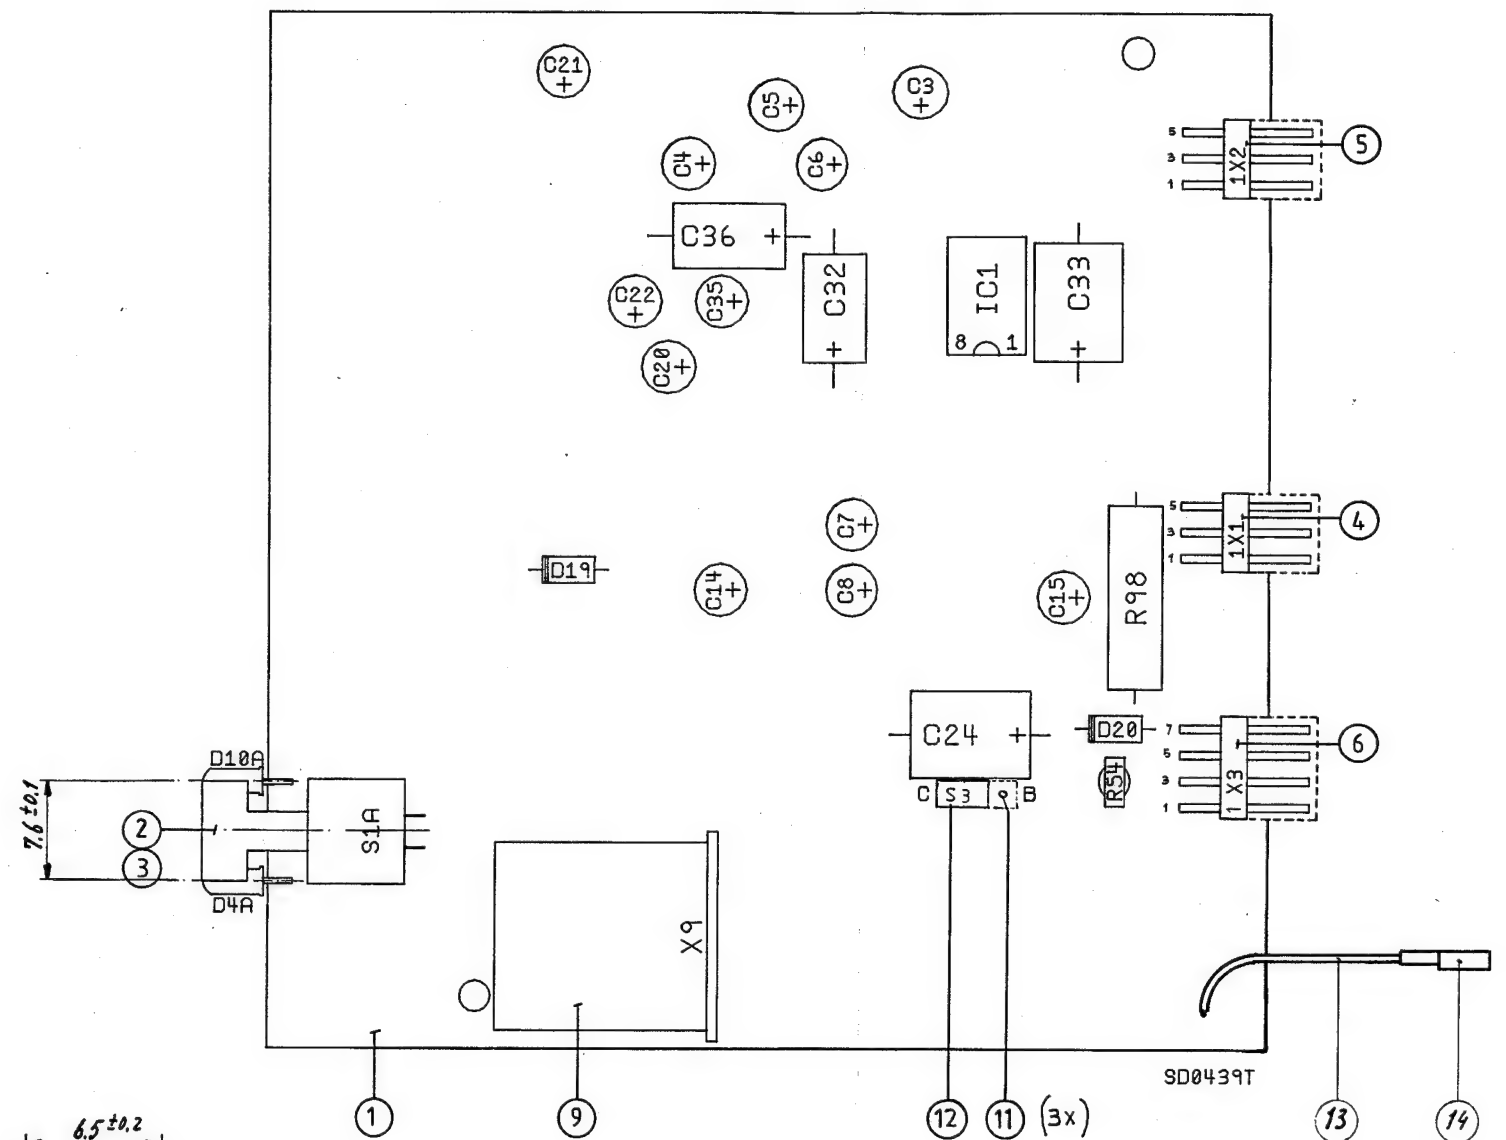 C21
+
C5+
C3
+
C4+
C6+
5
3
1
1X2
5
C36 +
C32
+
IC1
8 1
C33
+
C22
+
C35+
C20+
5
3
1
1X1
4
C7+
D19
C14+
C8+
C15+
R98
C24 +
D20
R54
7
5
3
1
1 X3
6
C S3 B
D10A
7.6 ±0.1
2
3
S1A
D4A
X9
SD0439T
1
9
12
11 (3x)
13
14
6.5 ±0.2